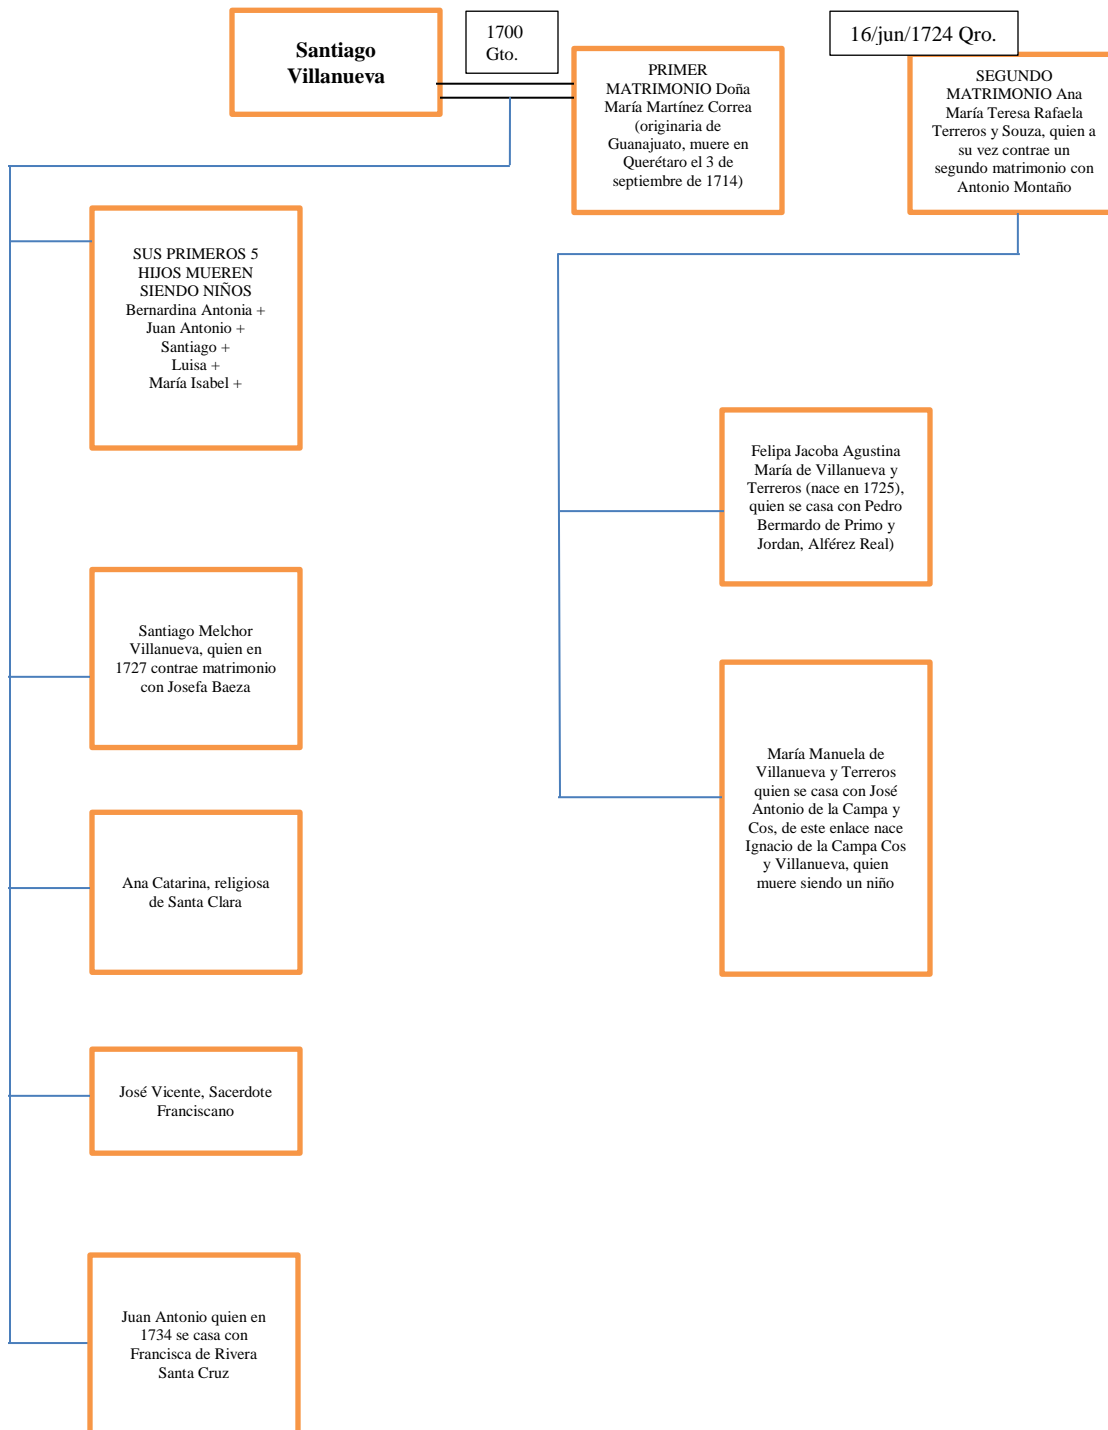 Santiago
Villanueva
1700
Gto.
PRIMER
MATRIMONIO Doña
María Martínez Correa
(originaria de
Guanajuato, muere en
Querétaro el 3 de
septiembre de 1714)
16/jun/1724 Qro.
SEGUNDO
MATRIMONIO Ana
María Teresa Rafaela
Terreros y Souza, quien a
su vez contrae un
segundo matrimonio con
Antonio Montaño
SUS PRIMEROS 5
HIJOS MUEREN
SIENDO NIÑOS
Bernardina Antonia +
Juan Antonio +
Santiago +
Luisa +
María Isabel +
Felipa Jacoba Agustina
María de Villanueva y
Terreros (nace en 1725),
quien se casa con Pedro
Bermardo de Primo y
Jordan, Alférez Real)
Santiago Melchor
Villanueva, quien en
1727 contrae matrimonio
con Josefa Baeza
María Manuela de
Villanueva y Terreros
quien se casa con José
Antonio de la Campa y
Cos, de este enlace nace
Ignacio de la Campa Cos
y Villanueva, quien
muere siendo un niño
Ana Catarina, religiosa
de Santa Clara
José Vicente, Sacerdote
Franciscano
Juan Antonio quien en
1734 se casa con
Francisca de Rivera
Santa Cruz